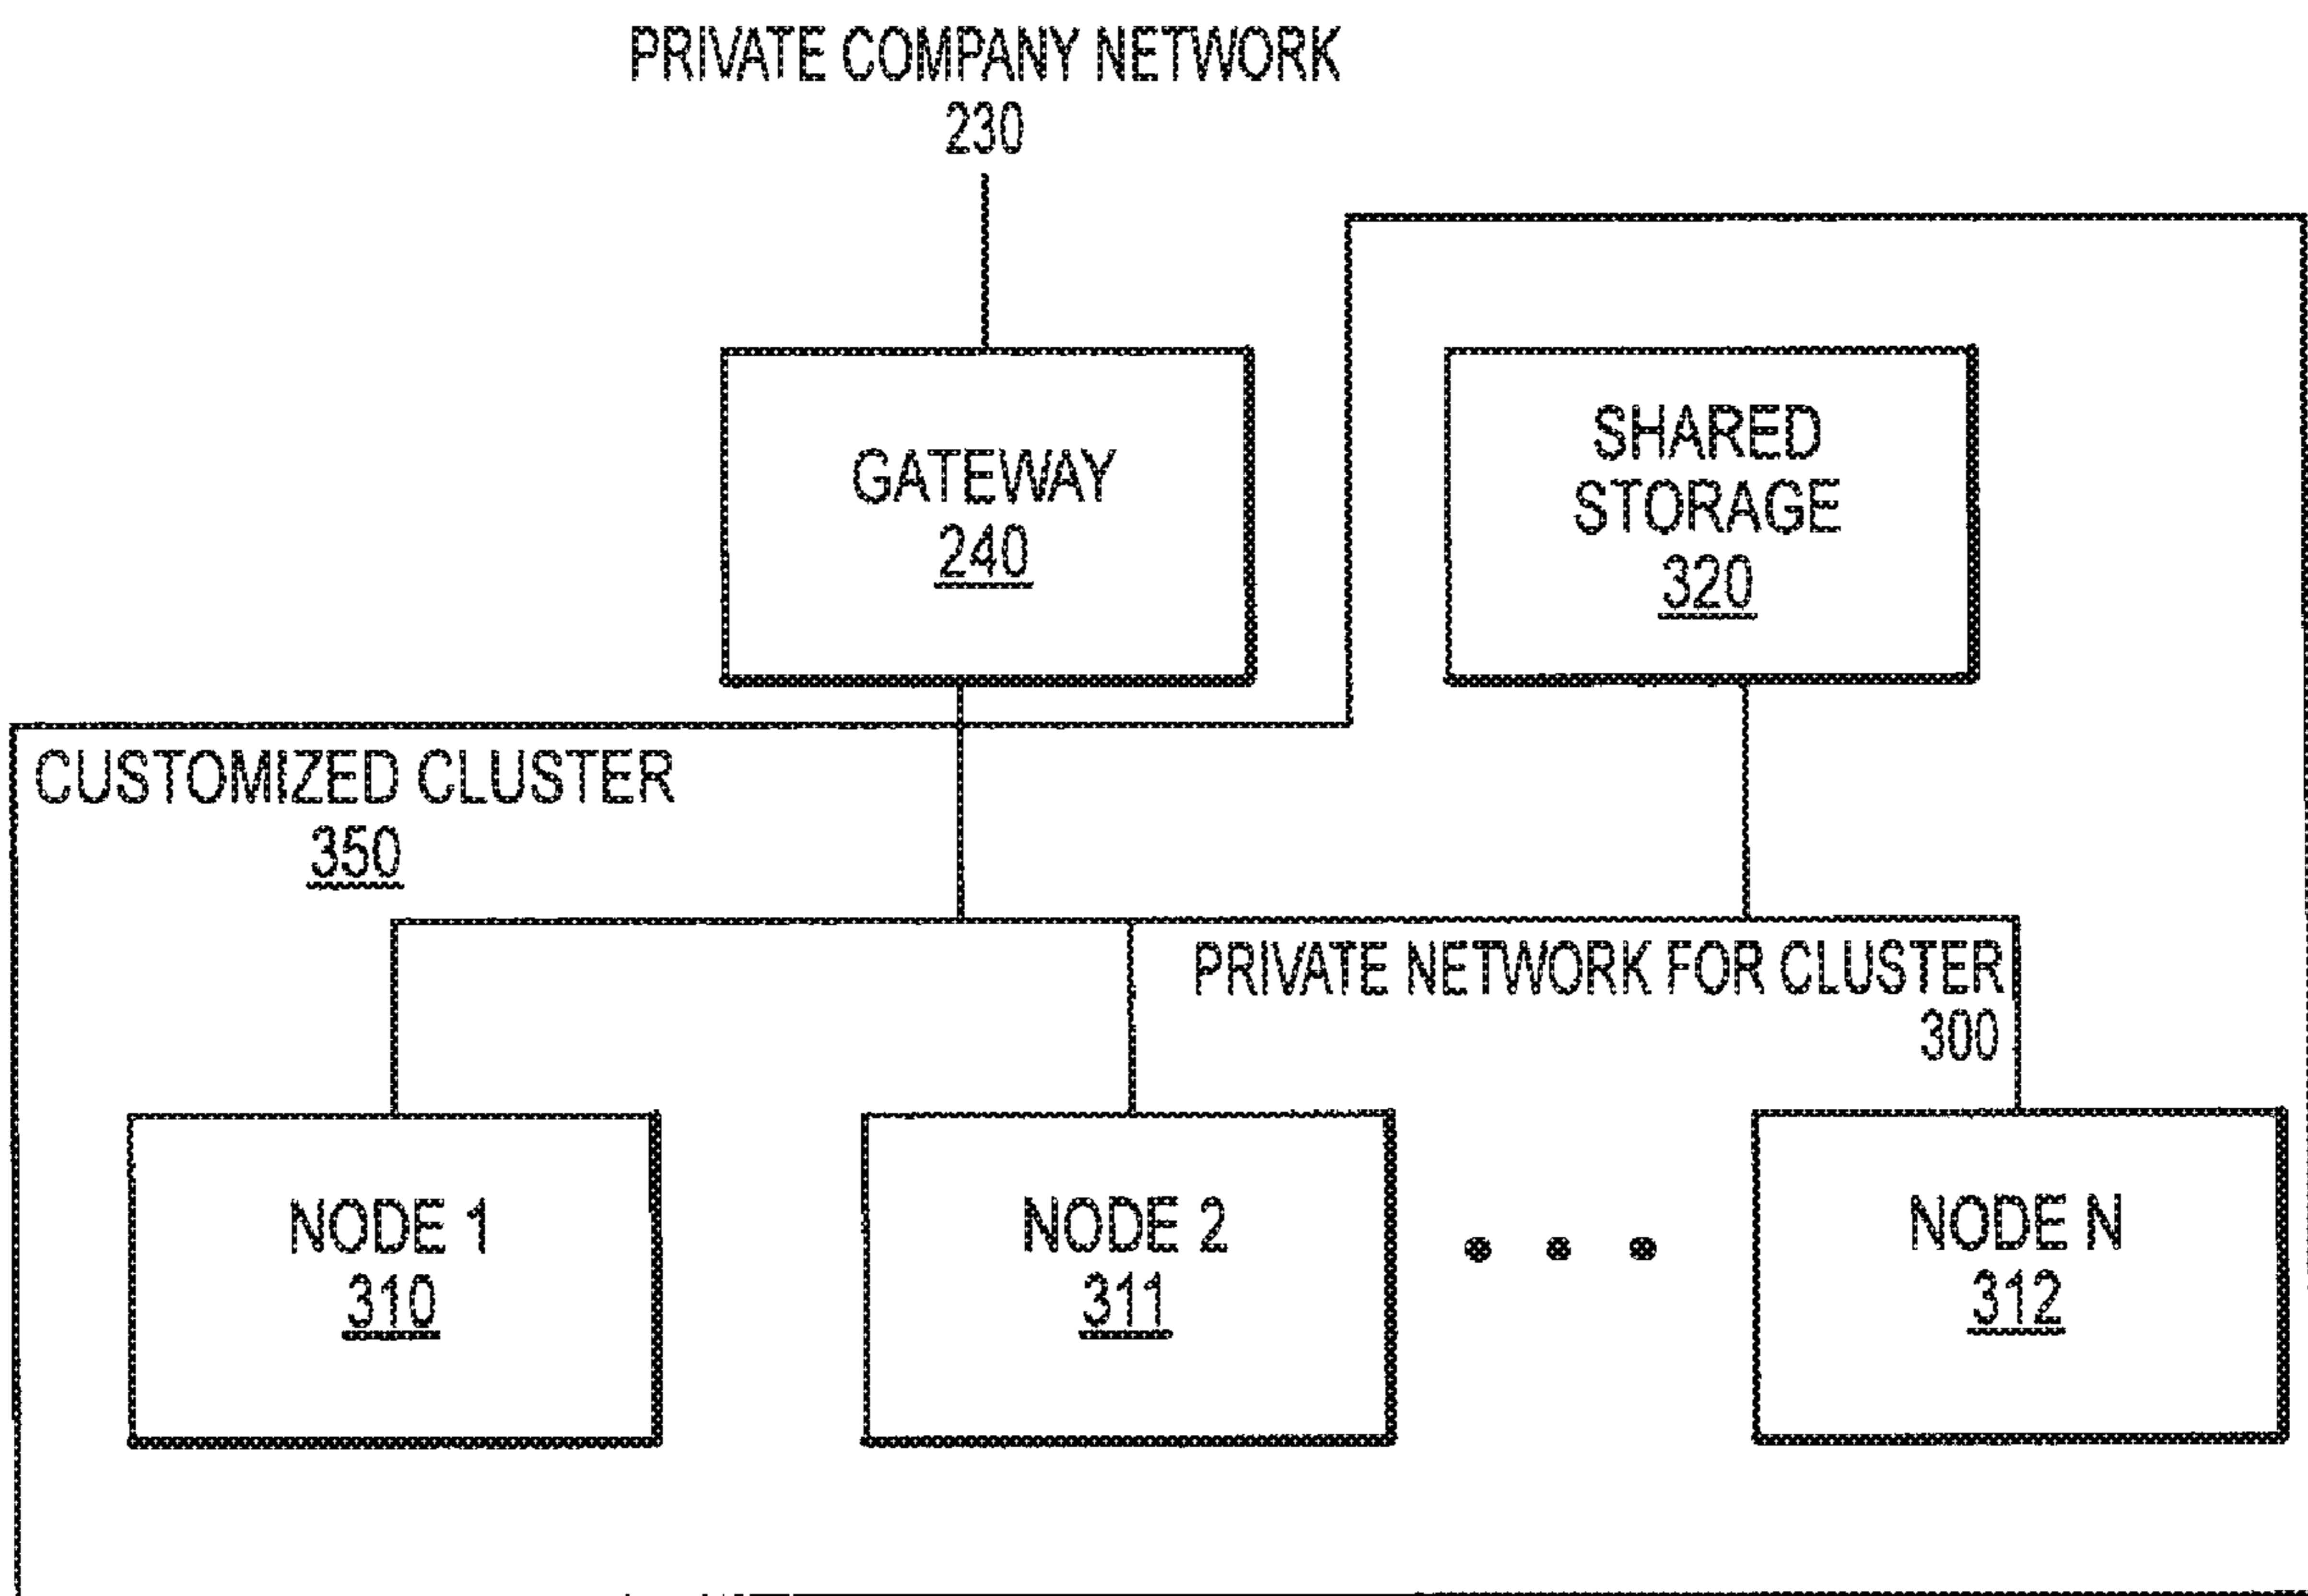 PRIVATE COMPANY NETWORK
230
GATEWAY
240
SHARED
STORAGE
320
CUSTOMIZED CLUSTER
350
PRIVATE NETWORK FOR CLUSTER
300
NODE 1
310
NODE 2
311
• • •
NODE N
312